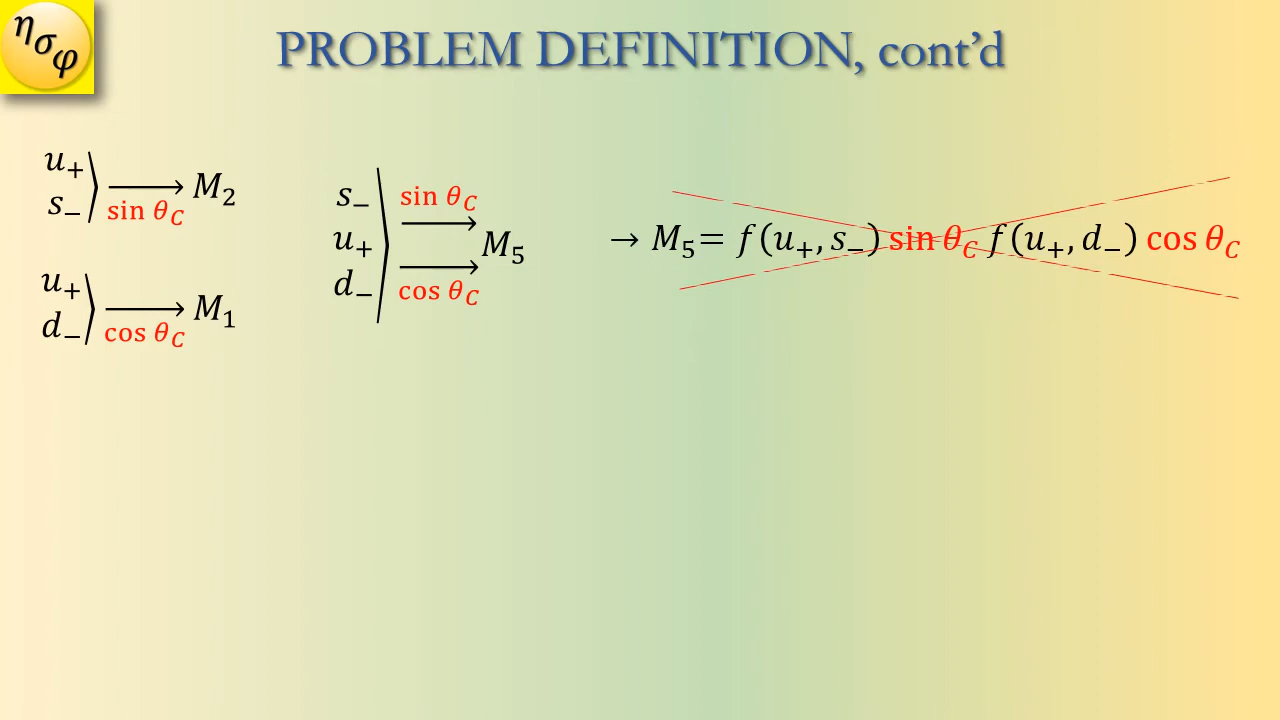 η σ φ
PROBLEM DEFINITION, cont’d
u₊
s₋
sin θ_C
M₂
u₊
d₋
cos θ_C
M₁
s₋
u₊
d₋
sin θ_C
cos θ_C
M₅
→ M₅= f(u₊, s₋) sin θ_C f(u₊, d₋) cos θ_C